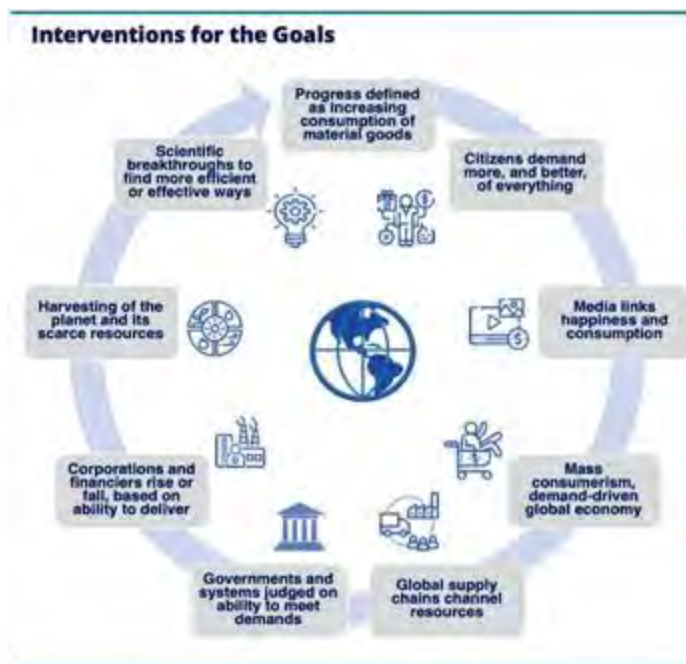 Interventions for the Goals
Progress defined
as increasing
consumption of
material goods
Citizens demand
more, and better,
of everything
Media links
happiness and
consumption
Mass
consumerism,
demand-driven
global economy
Global supply
chains channel
resources
Governments and
systems judged on
ability to meet
demands
Corporations and
financiers rise or
fall, based on
ability to deliver
Harvesting of the
planet and its
scarce resources
Scientific
breakthroughs to
find more efficient
or effective ways